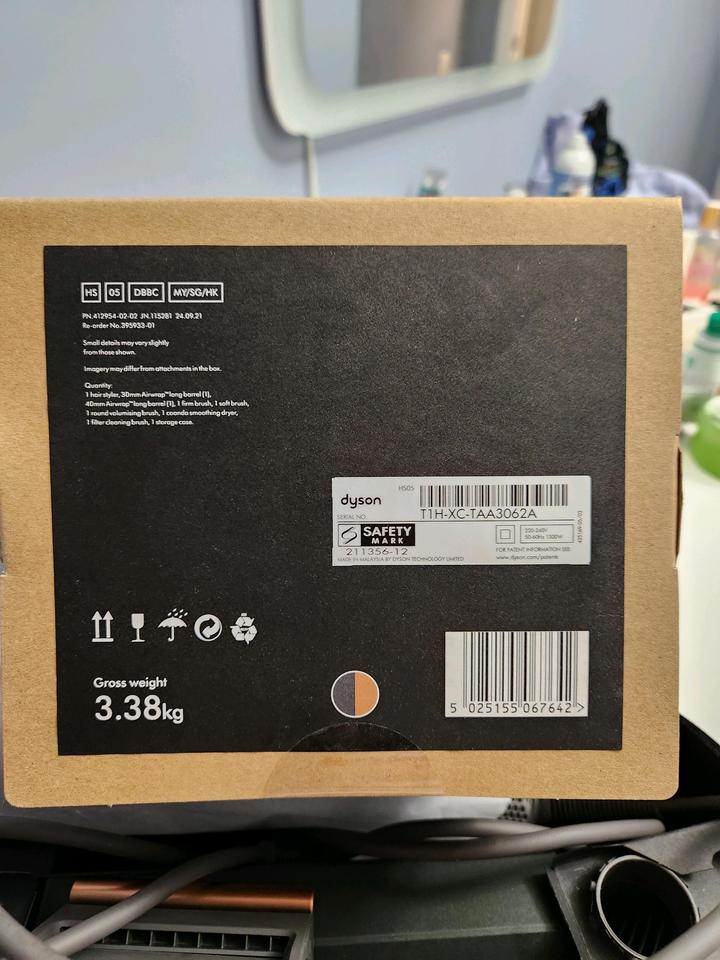 HS 05 DBBC MY/SG/HK
PN.412954-02-02 JN.115281 24.09.21
Re-order No.395933-01
Small details may vary slightly
from those shown.
Imagery may differ from attachments in the box.
Quantity:
1 hair styler, 30mm Airwrap™ long barrel (1),
40mm Airwrap™ long barrel (1), 1 firm brush, 1 soft brush,
1 round volumising brush, 1 coanda smoothing dryer,
1 filter cleaning brush, 1 storage case.
dyson HS05
SERIAL NO. T1H-XC-TAA3062A
SAFETY
MARK
211356-12
MADE IN MALAYSIA BY DYSON TECHNOLOGY LIMITED
220-240V
50-60Hz 1300W
FOR PATENT INFORMATION SEE:
www.dyson.com/patents
Gross weight
3.38kg
5 025155 067642 >